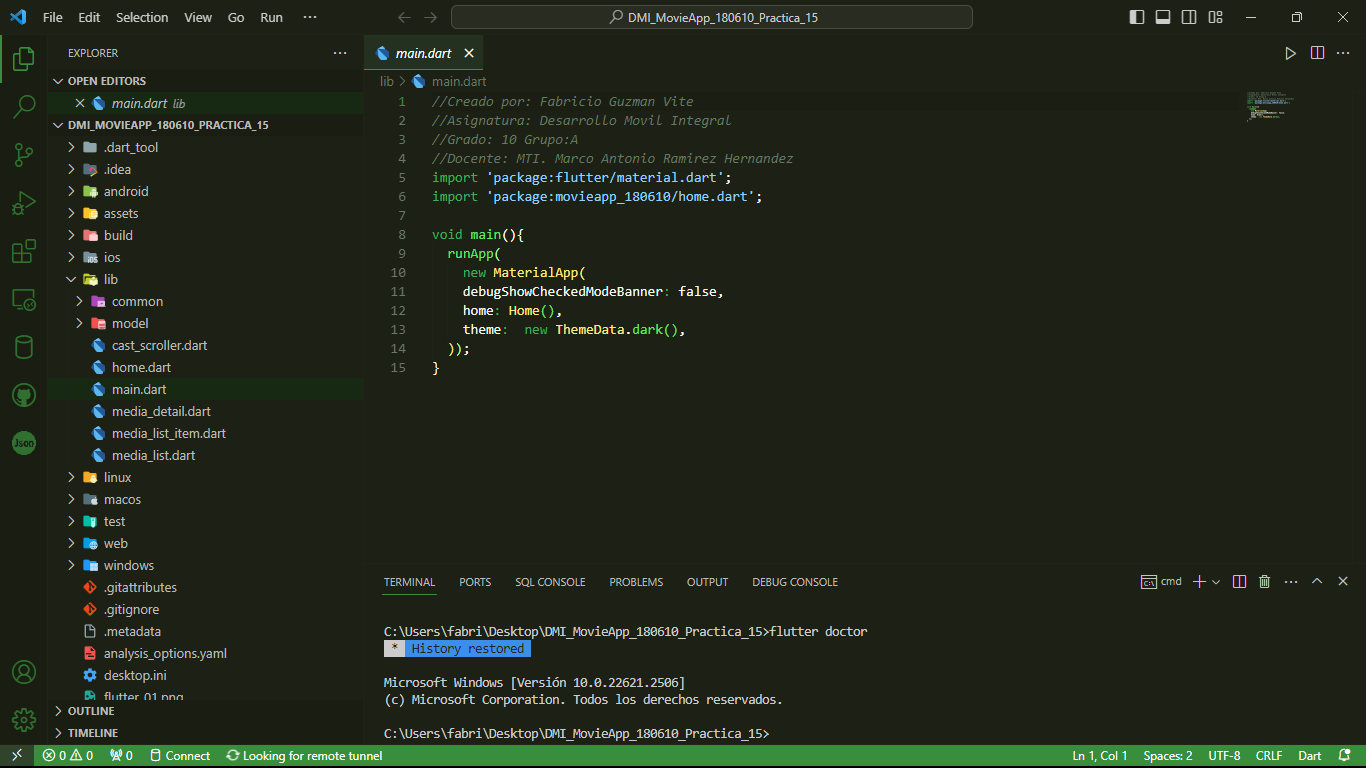 File Edit Selection View Go Run ···
DMI_MovieApp_180610_Practica_15
EXPLORER
OPEN EDITORS
main.dart lib
DMI_MOVIEAPP_180610_PRACTICA_15
.dart_tool
.idea
android
assets
build
ios
lib
common
model
cast_scroller.dart
home.dart
main.dart
media_detail.dart
media_list_item.dart
media_list.dart
linux
macos
test
web
windows
.gitattributes
.gitignore
.metadata
analysis_options.yaml
desktop.ini
flutter_01.png
OUTLINE
TIMELINE
Json
main.dart
lib > main.dart
1 //Creado por: Fabricio Guzman Vite
2 //Asignatura: Desarrollo Movil Integral
3 //Grado: 10 Grupo:A
4 //Docente: MTI. Marco Antonio Ramirez Hernandez
5 import 'package:flutter/material.dart';
6 import 'package:movieapp_180610/home.dart';
7
8 void main(){
9 runApp(
10 new MaterialApp(
11 debugShowCheckedModeBanner: false,
12 home: Home(),
13 theme:  new ThemeData.dark(),
14 ));
15 }
TERMINAL PORTS SQL CONSOLE PROBLEMS OUTPUT DEBUG CONSOLE
cmd
C:\Users\fabri\Desktop\DMI_MovieApp_180610_Practica_15>flutter doctor
* History restored
Microsoft Windows [Versión 10.0.22621.2506]
(c) Microsoft Corporation. Todos los derechos reservados.
C:\Users\fabri\Desktop\DMI_MovieApp_180610_Practica_15>
0 0 0 Connect Looking for remote tunnel Ln 1, Col 1 Spaces: 2 UTF-8 CRLF Dart